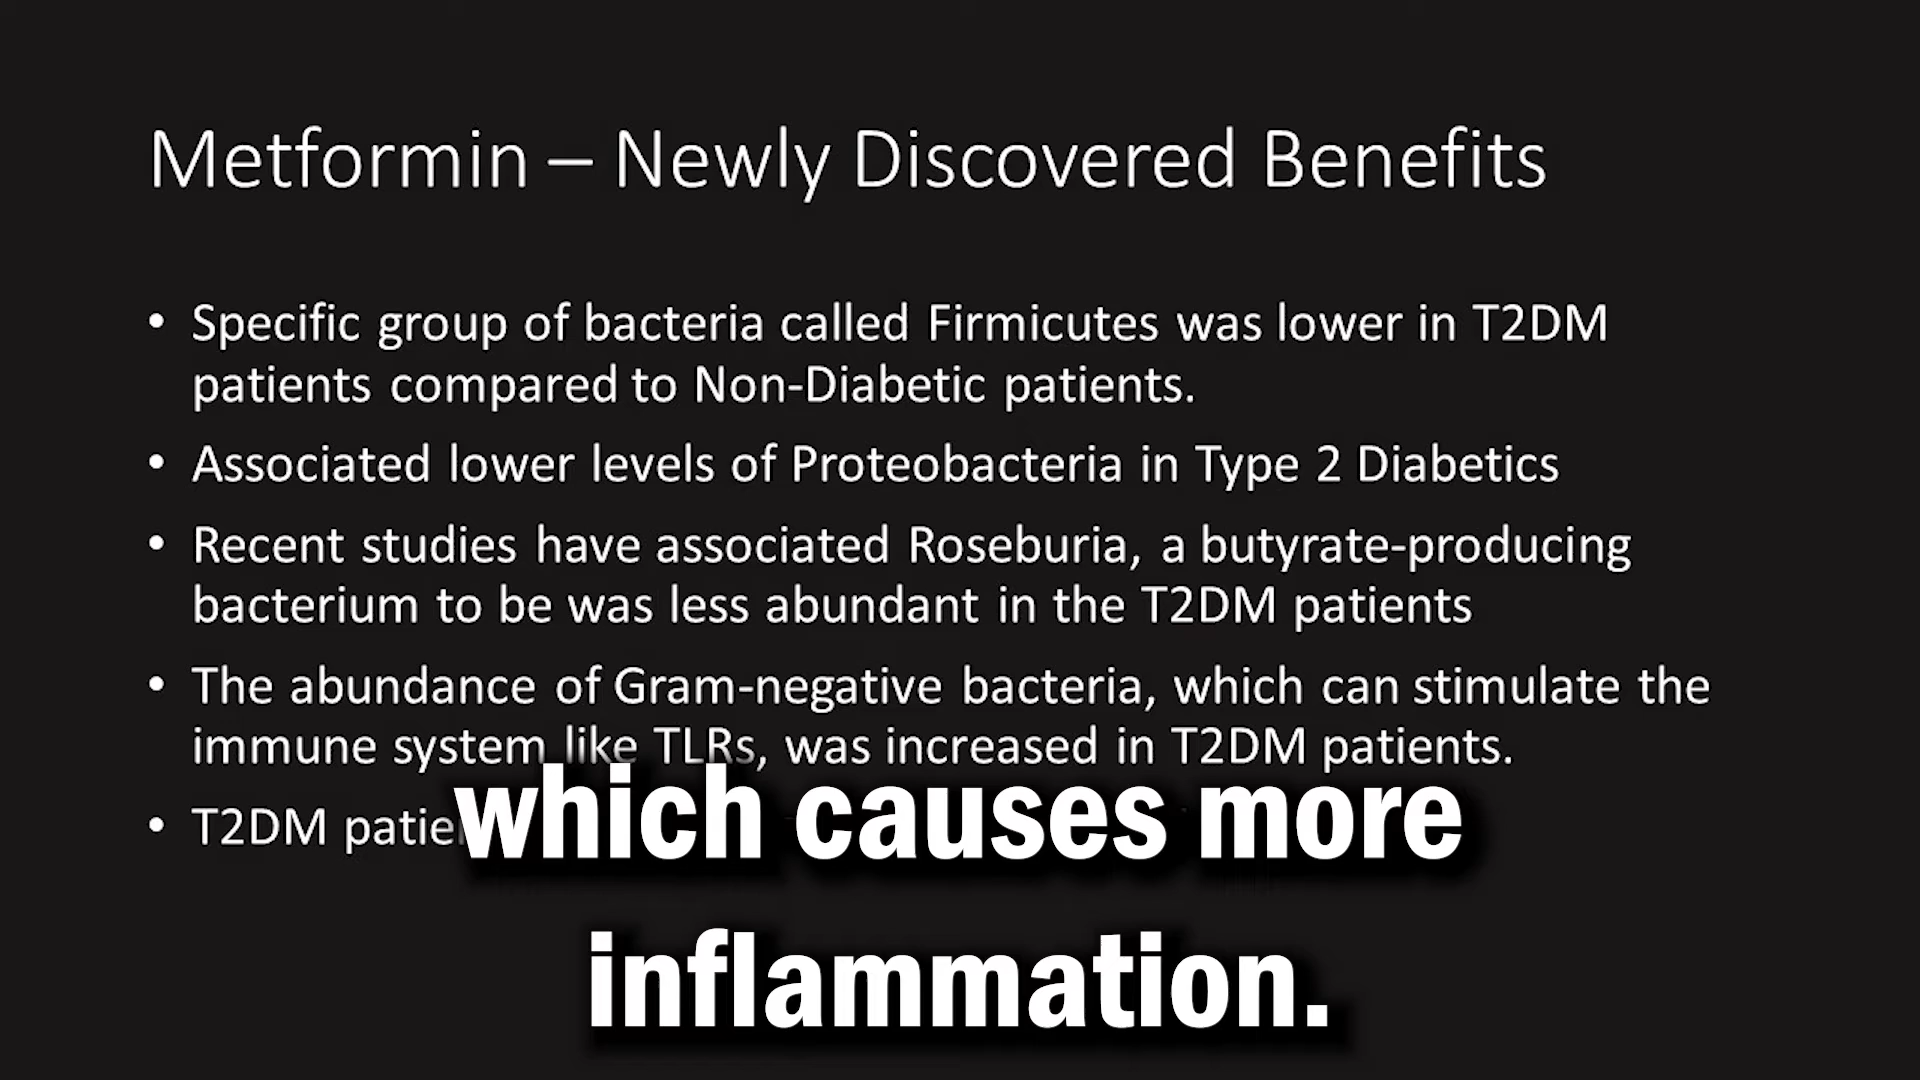 Metformin – Newly Discovered Benefits
• Specific group of bacteria called Firmicutes was lower in T2DM
patients compared to Non-Diabetic patients.
• Associated lower levels of Proteobacteria in Type 2 Diabetics
• Recent studies have associated Roseburia, a butyrate-producing
bacterium to be was less abundant in the T2DM patients
• The abundance of Gram-negative bacteria, which can stimulate the
immune system like TLRs, was increased in T2DM patients.
• T2DM
which causes more
inflammation.